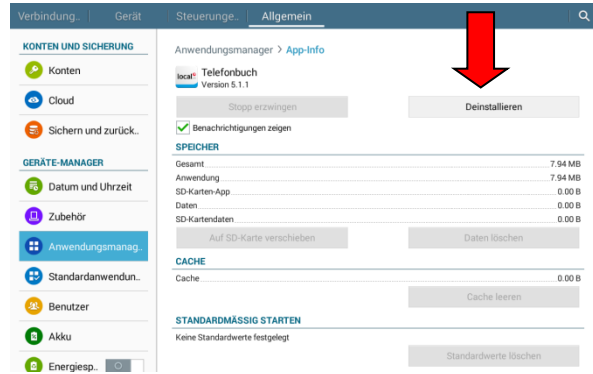 Verbindung.. Gerät Steuerunge.. Allgemein
KONTEN UND SICHERUNG
Konten
Cloud
Sichern und zurück..
GERÄTE-MANAGER
Datum und Uhrzeit
Zubehör
Anwendungsmanag..
Standardanwendun..
Benutzer
Akku
Energiesp..
Anwendungsmanager > App-Info
local
Telefonbuch
Version 5.1.1
Stopp erzwingen Deinstallieren
Benachrichtigungen zeigen
SPEICHER
Gesamt 7.94 MB
Anwendung 7.94 MB
SD-Karten-App 0.00 B
Daten 0.00 B
SD-Kartendaten 0.00 B
Auf SD-Karte verschieben Daten löschen
CACHE
Cache 0.00 B
Cache leeren
STANDARDMÄSSIG STARTEN
Keine Standardwerte festgelegt
Standardwerte löschen